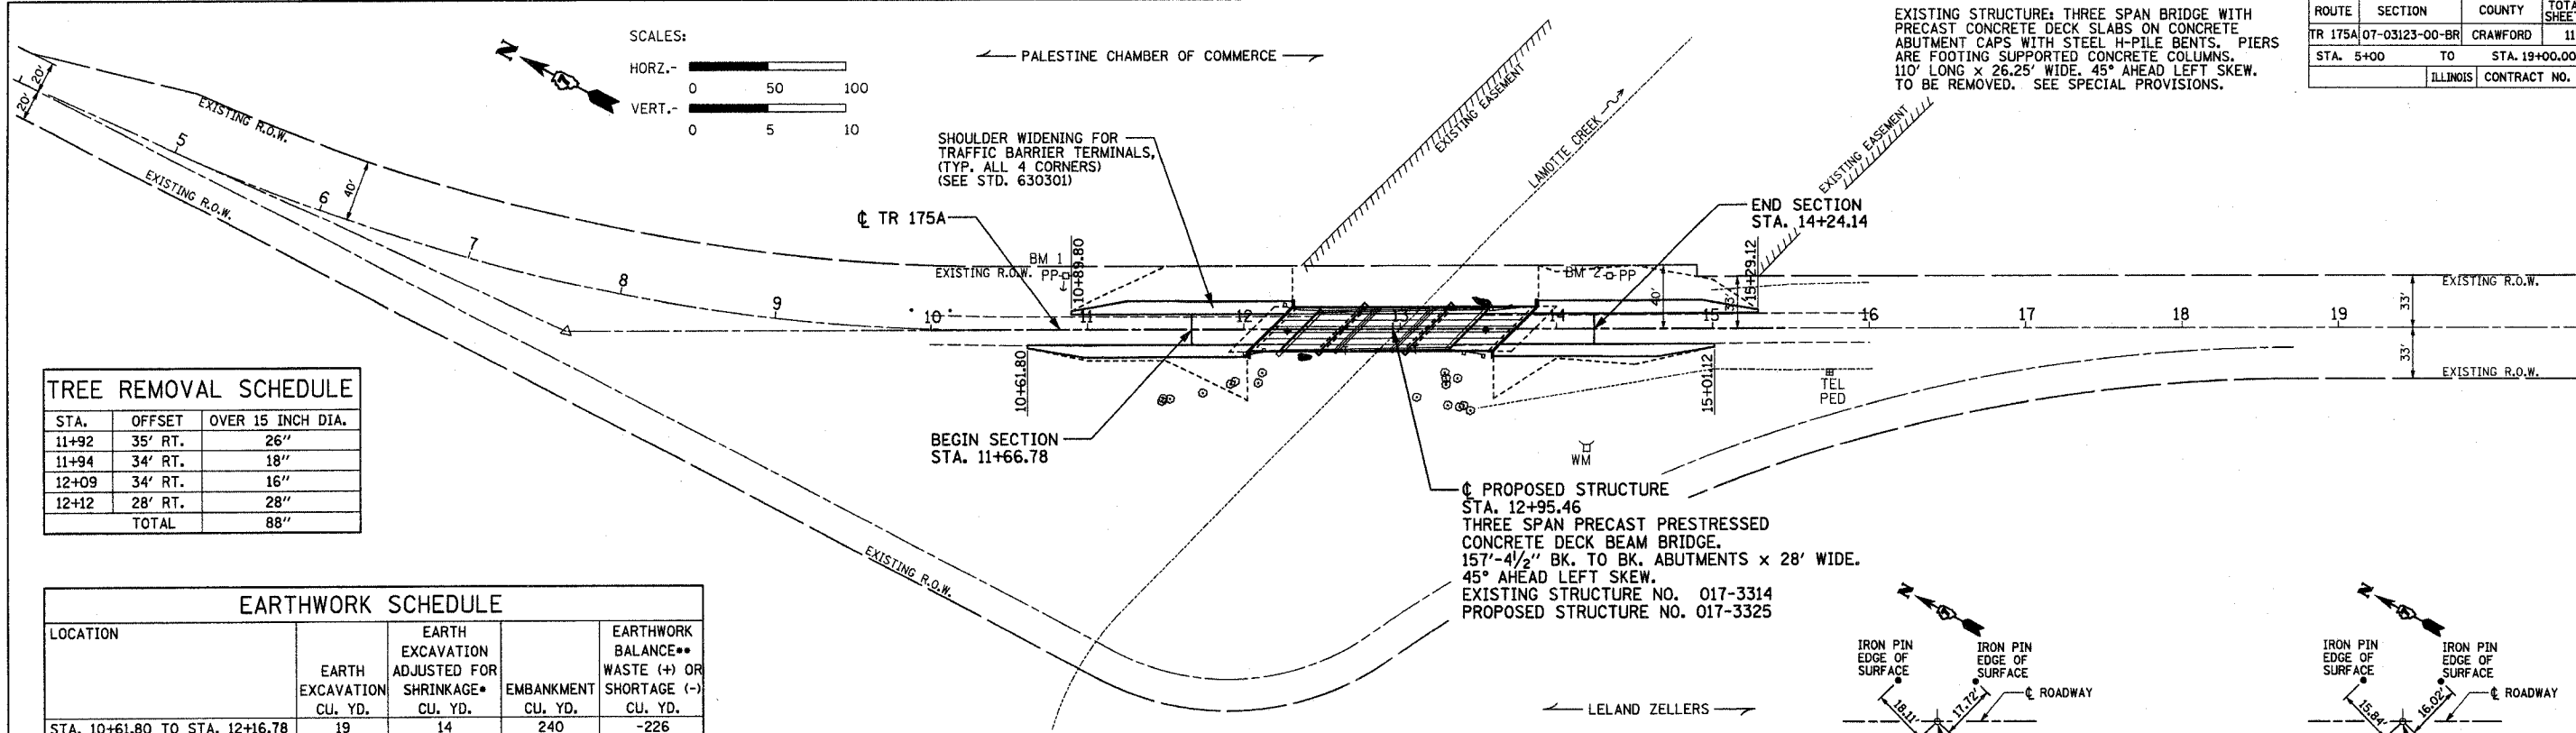 SCALES:
HORZ.-
0 50 100
VERT.-
0 5 10
N
PALESTINE CHAMBER OF COMMERCE
EXISTING STRUCTURE: THREE SPAN BRIDGE WITH
PRECAST CONCRETE DECK SLABS ON CONCRETE
ABUTMENT CAPS WITH STEEL H-PILE BENTS. PIERS
ARE FOOTING SUPPORTED CONCRETE COLUMNS.
110' LONG x 26.25' WIDE. 45° AHEAD LEFT SKEW.
TO BE REMOVED. SEE SPECIAL PROVISIONS.
ROUTE SECTION COUNTY
TR 175A 07-03123-00-BR CRAWFORD 11
STA. 5+00 TO STA. 19+00.00
ILLINOIS CONTRACT NO.
20'
20'
EXISTING R.O.W.
5
EXISTING R.O.W.
6
40'
7
8
9
10
11
12
13
14
15
16
17
18
19
SHOULDER WIDENING FOR
TRAFFIC BARRIER TERMINALS,
(TYP. ALL 4 CORNERS)
(SEE STD. 630301)
℄ TR 175A
BM 1
EXISTING R.O.W. PP
10+89.80
EXISTING EASEMENT
LAMOTTE CREEK
EXISTING EASEMENT
END SECTION
STA. 14+24.14
BM 2 PP
40'
33'
15+29.12
EXISTING R.O.W.
33'
33'
EXISTING R.O.W.
10+61.80
15+01.12
TEL
PED
WM
BEGIN SECTION
STA. 11+66.78
℄ PROPOSED STRUCTURE
STA. 12+95.46
THREE SPAN PRECAST PRESTRESSED
CONCRETE DECK BEAM BRIDGE.
157'-4½" BK. TO BK. ABUTMENTS x 28' WIDE.
45° AHEAD LEFT SKEW.
EXISTING STRUCTURE NO. 017-3314
PROPOSED STRUCTURE NO. 017-3325
EXISTING R.O.W.
LELAND ZELLERS
TREE REMOVAL SCHEDULE
STA. OFFSET OVER 15 INCH DIA.
11+92 35' RT. 26"
11+94 34' RT. 18"
12+09 34' RT. 16"
12+12 28' RT. 28"
TOTAL 88"
EARTHWORK SCHEDULE
LOCATION
EARTH
EXCAVATION
CU. YD.
EARTH
EXCAVATION
ADJUSTED FOR
SHRINKAGE•
CU. YD.
EMBANKMENT
CU. YD.
EARTHWORK
BALANCE••
WASTE (+) OR
SHORTAGE (-)
CU. YD.
STA. 10+61.80 TO STA. 12+16.78 19 14 240 -226
N
IRON PIN
EDGE OF
SURFACE
IRON PIN
EDGE OF
SURFACE
℄ ROADWAY
18.11'
17.72'
N
IRON PIN
EDGE OF
SURFACE
IRON PIN
EDGE OF
SURFACE
℄ ROADWAY
15.84'
16.02'